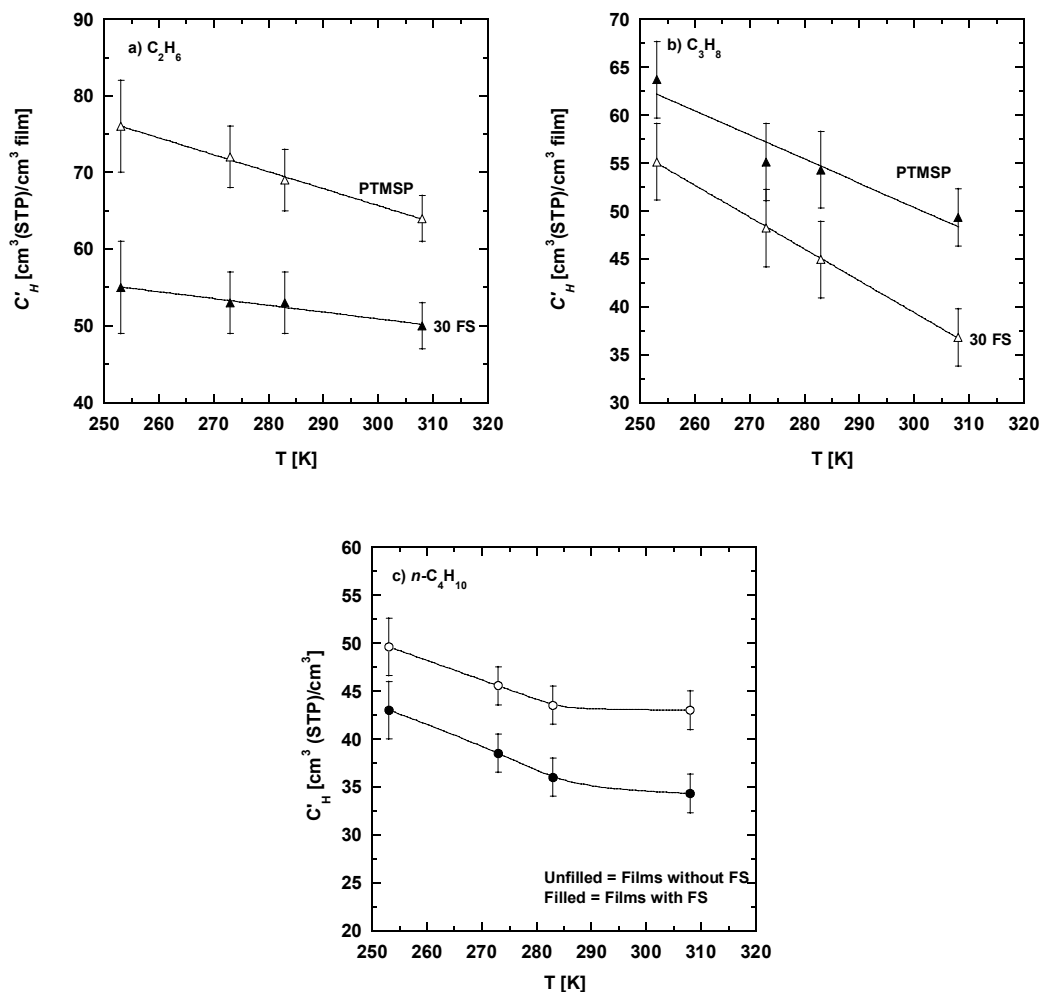 a) C2H6
90
80
70
60
50
40
C'H [cm3(STP)/cm3 film]
PTMSP
30 FS
250 260 270 280 290 300 310 320
T [K]
b) C3H8
70
65
60
55
50
45
40
35
30
C'H [cm3(STP)/cm3 film]
PTMSP
30 FS
250 260 270 280 290 300 310 320
T [K]
c) n-C4H10
60
55
50
45
40
35
30
25
20
C'H [cm3 (STP)/cm3]
Unfilled = Films without FS
Filled = Films with FS
250 260 270 280 290 300 310 320
T [K]